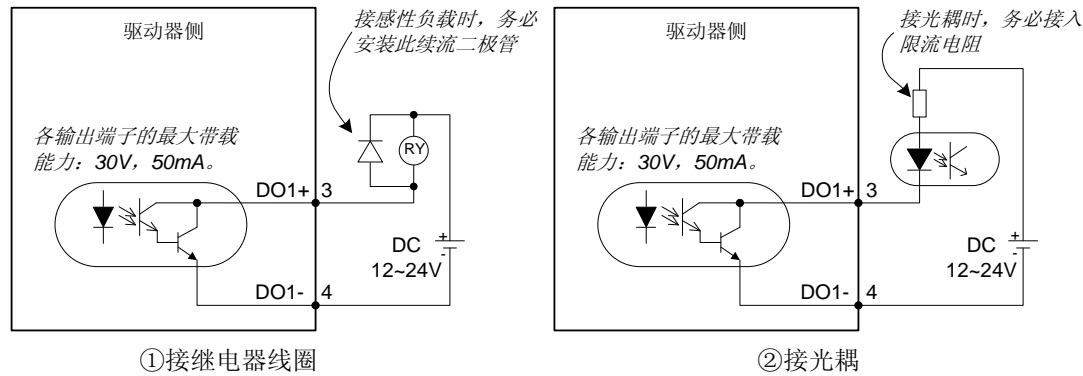 驱动器侧
接感性负载时，务必
安装此续流二极管
各输出端子的最大带载
能力：30V，50mA。
RY
DO1+ 3
DC + -
12~24V
DO1- 4
①接继电器线圈
驱动器侧
接光耦时，务必接入
限流电阻
各输出端子的最大带载
能力：30V，50mA。
DO1+ 3
DC + -
12~24V
DO1- 4
②接光耦